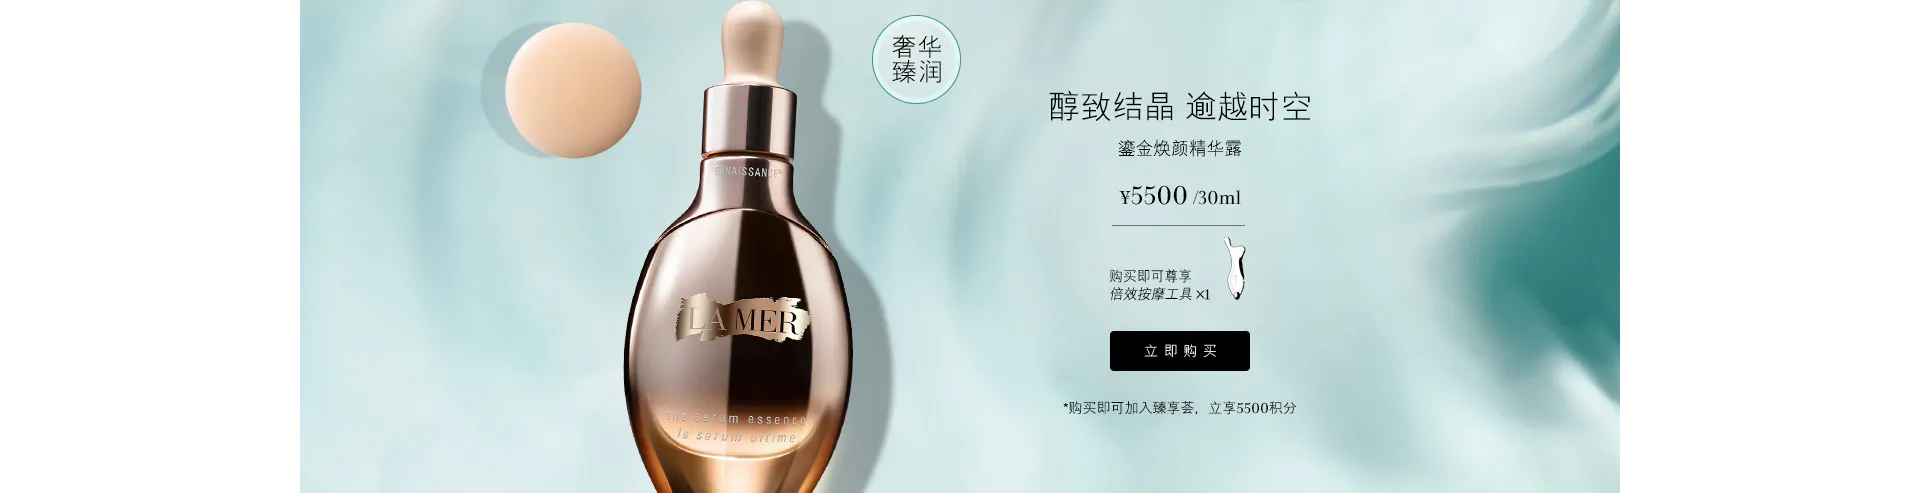 奢华
臻润
醇致结晶 逾越时空
鎏金焕颜精华露
¥5500 /30ml
购买即可尊享
倍效按摩工具 ×1
立即购买
*购买即可加入臻享荟，立享5500积分
LA MER
the serum essence
le sérum ultime